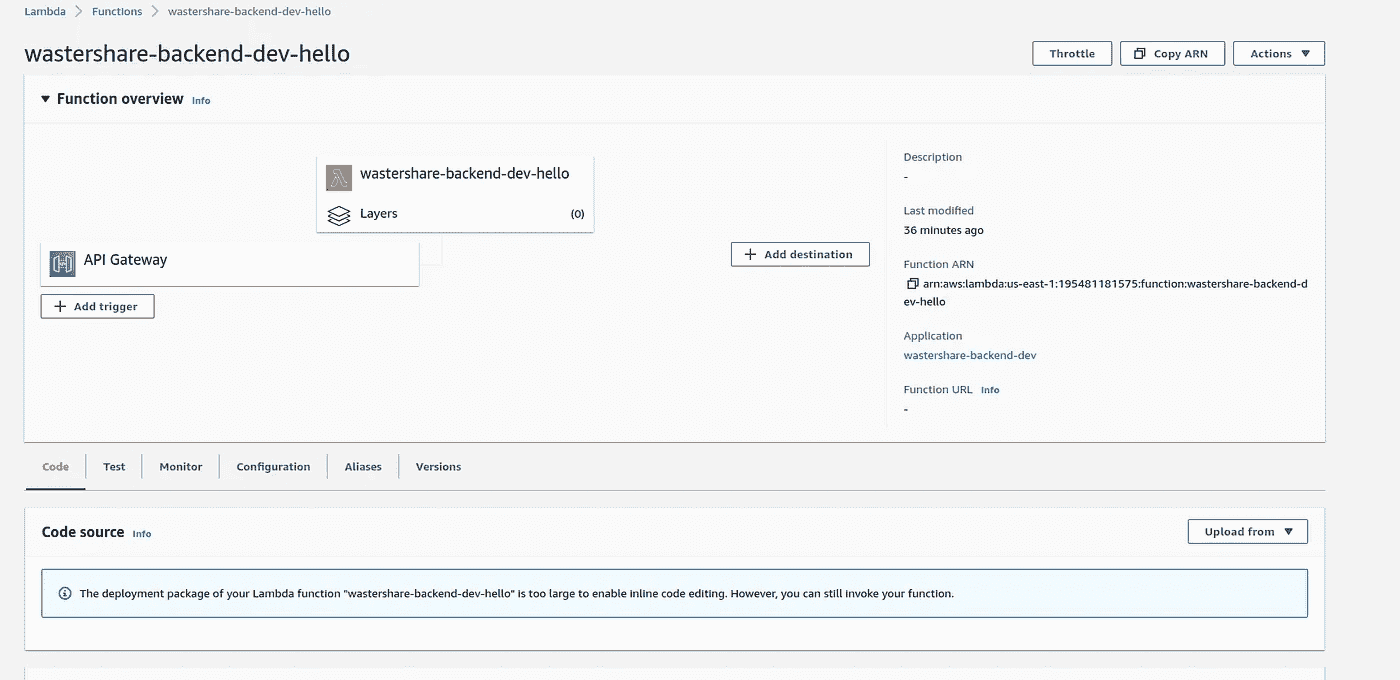 Lambda > Functions > wastershare-backend-dev-hello
wastershare-backend-dev-hello
Throttle Copy ARN Actions
Function overview Info
wastershare-backend-dev-hello
Layers (0)
API Gateway
Add trigger
Add destination
Description
-
Last modified
36 minutes ago
Function ARN
arn:aws:lambda:us-east-1:195481181575:function:wastershare-backend-d
ev-hello
Application
wastershare-backend-dev
Function URL Info
-
Code Test Monitor Configuration Aliases Versions
Code source Info
Upload from
The deployment package of your Lambda function "wastershare-backend-dev-hello" is too large to enable inline code editing. However, you can still invoke your function.